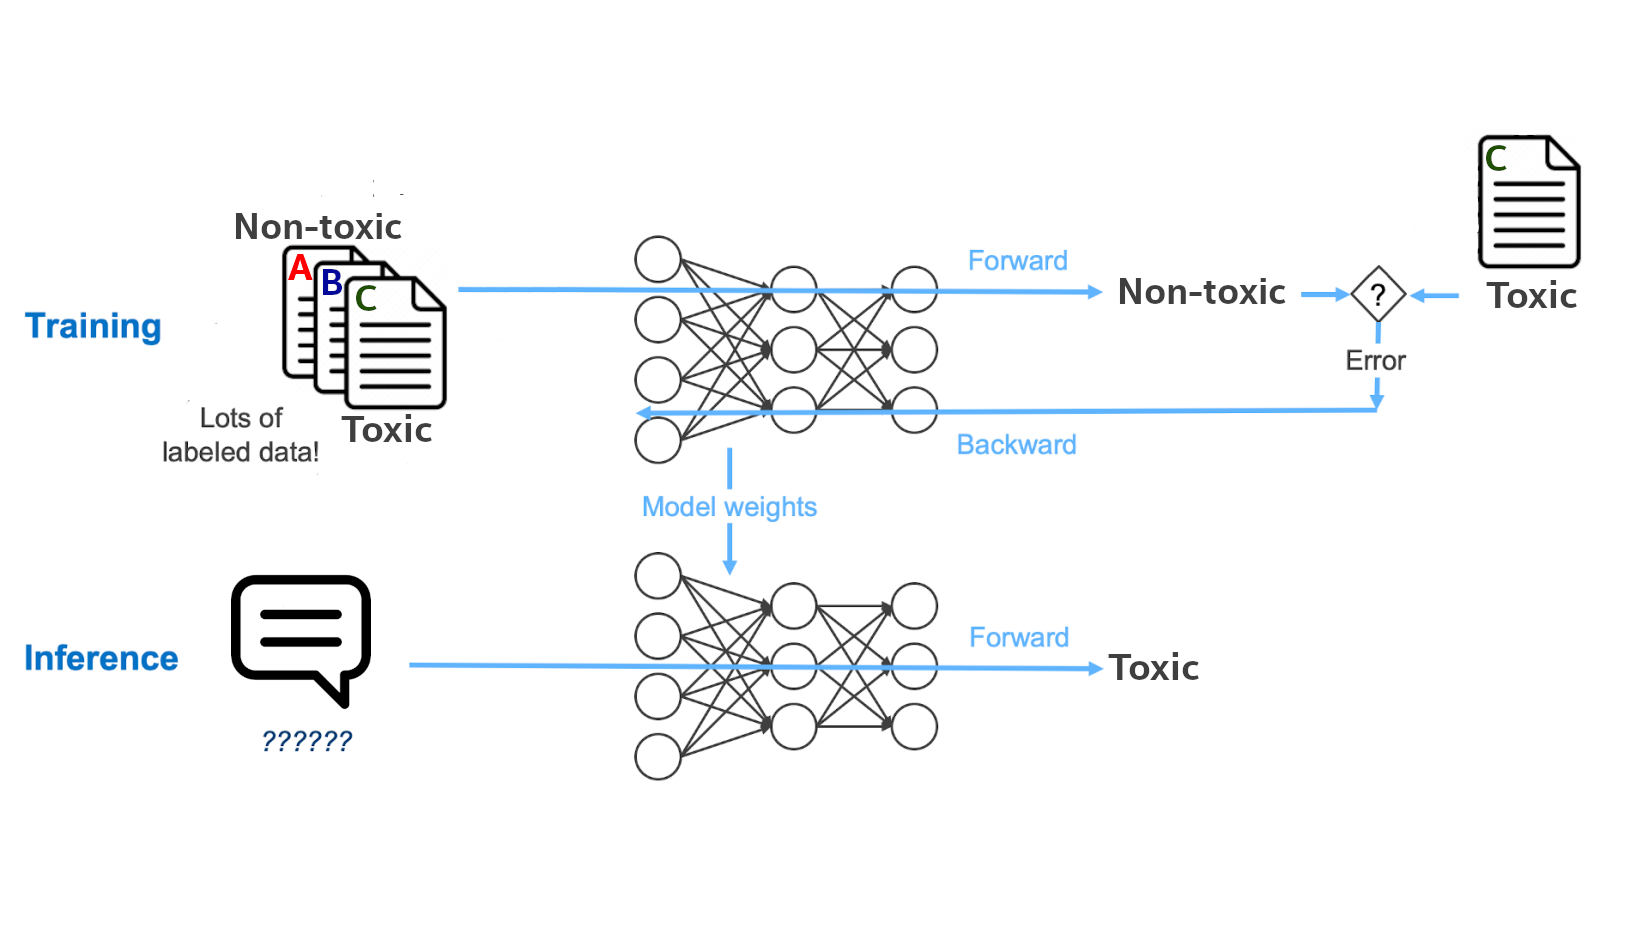 Non-toxic
A
B
C
Training
Lots of
labeled data!
Toxic
Forward
Non-toxic
?
C
Toxic
Error
Backward
Model weights
Inference
??????
Forward
Toxic